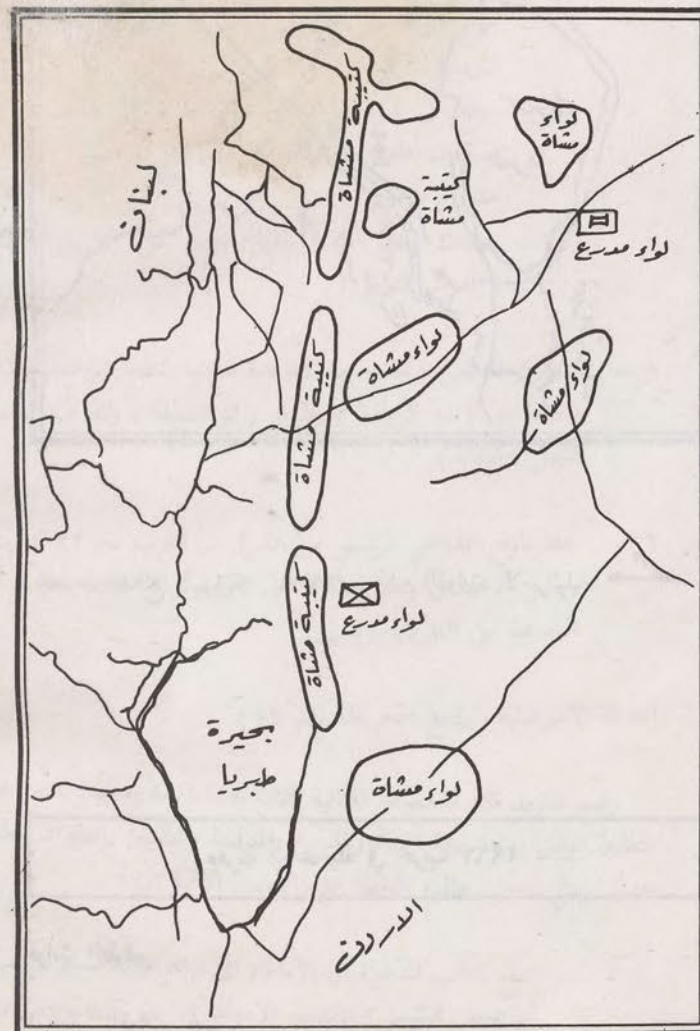 كتيبة مشاة
لواء
مشاة
لبنان
كتيبة
مشاة
لواء مدرع
لواء مشاة
كتيبة مشاة
لواء مشاة
كتيبة مشاة
لواء مدرع
بحيرة
طبريا
لواء مشاة
الاردن